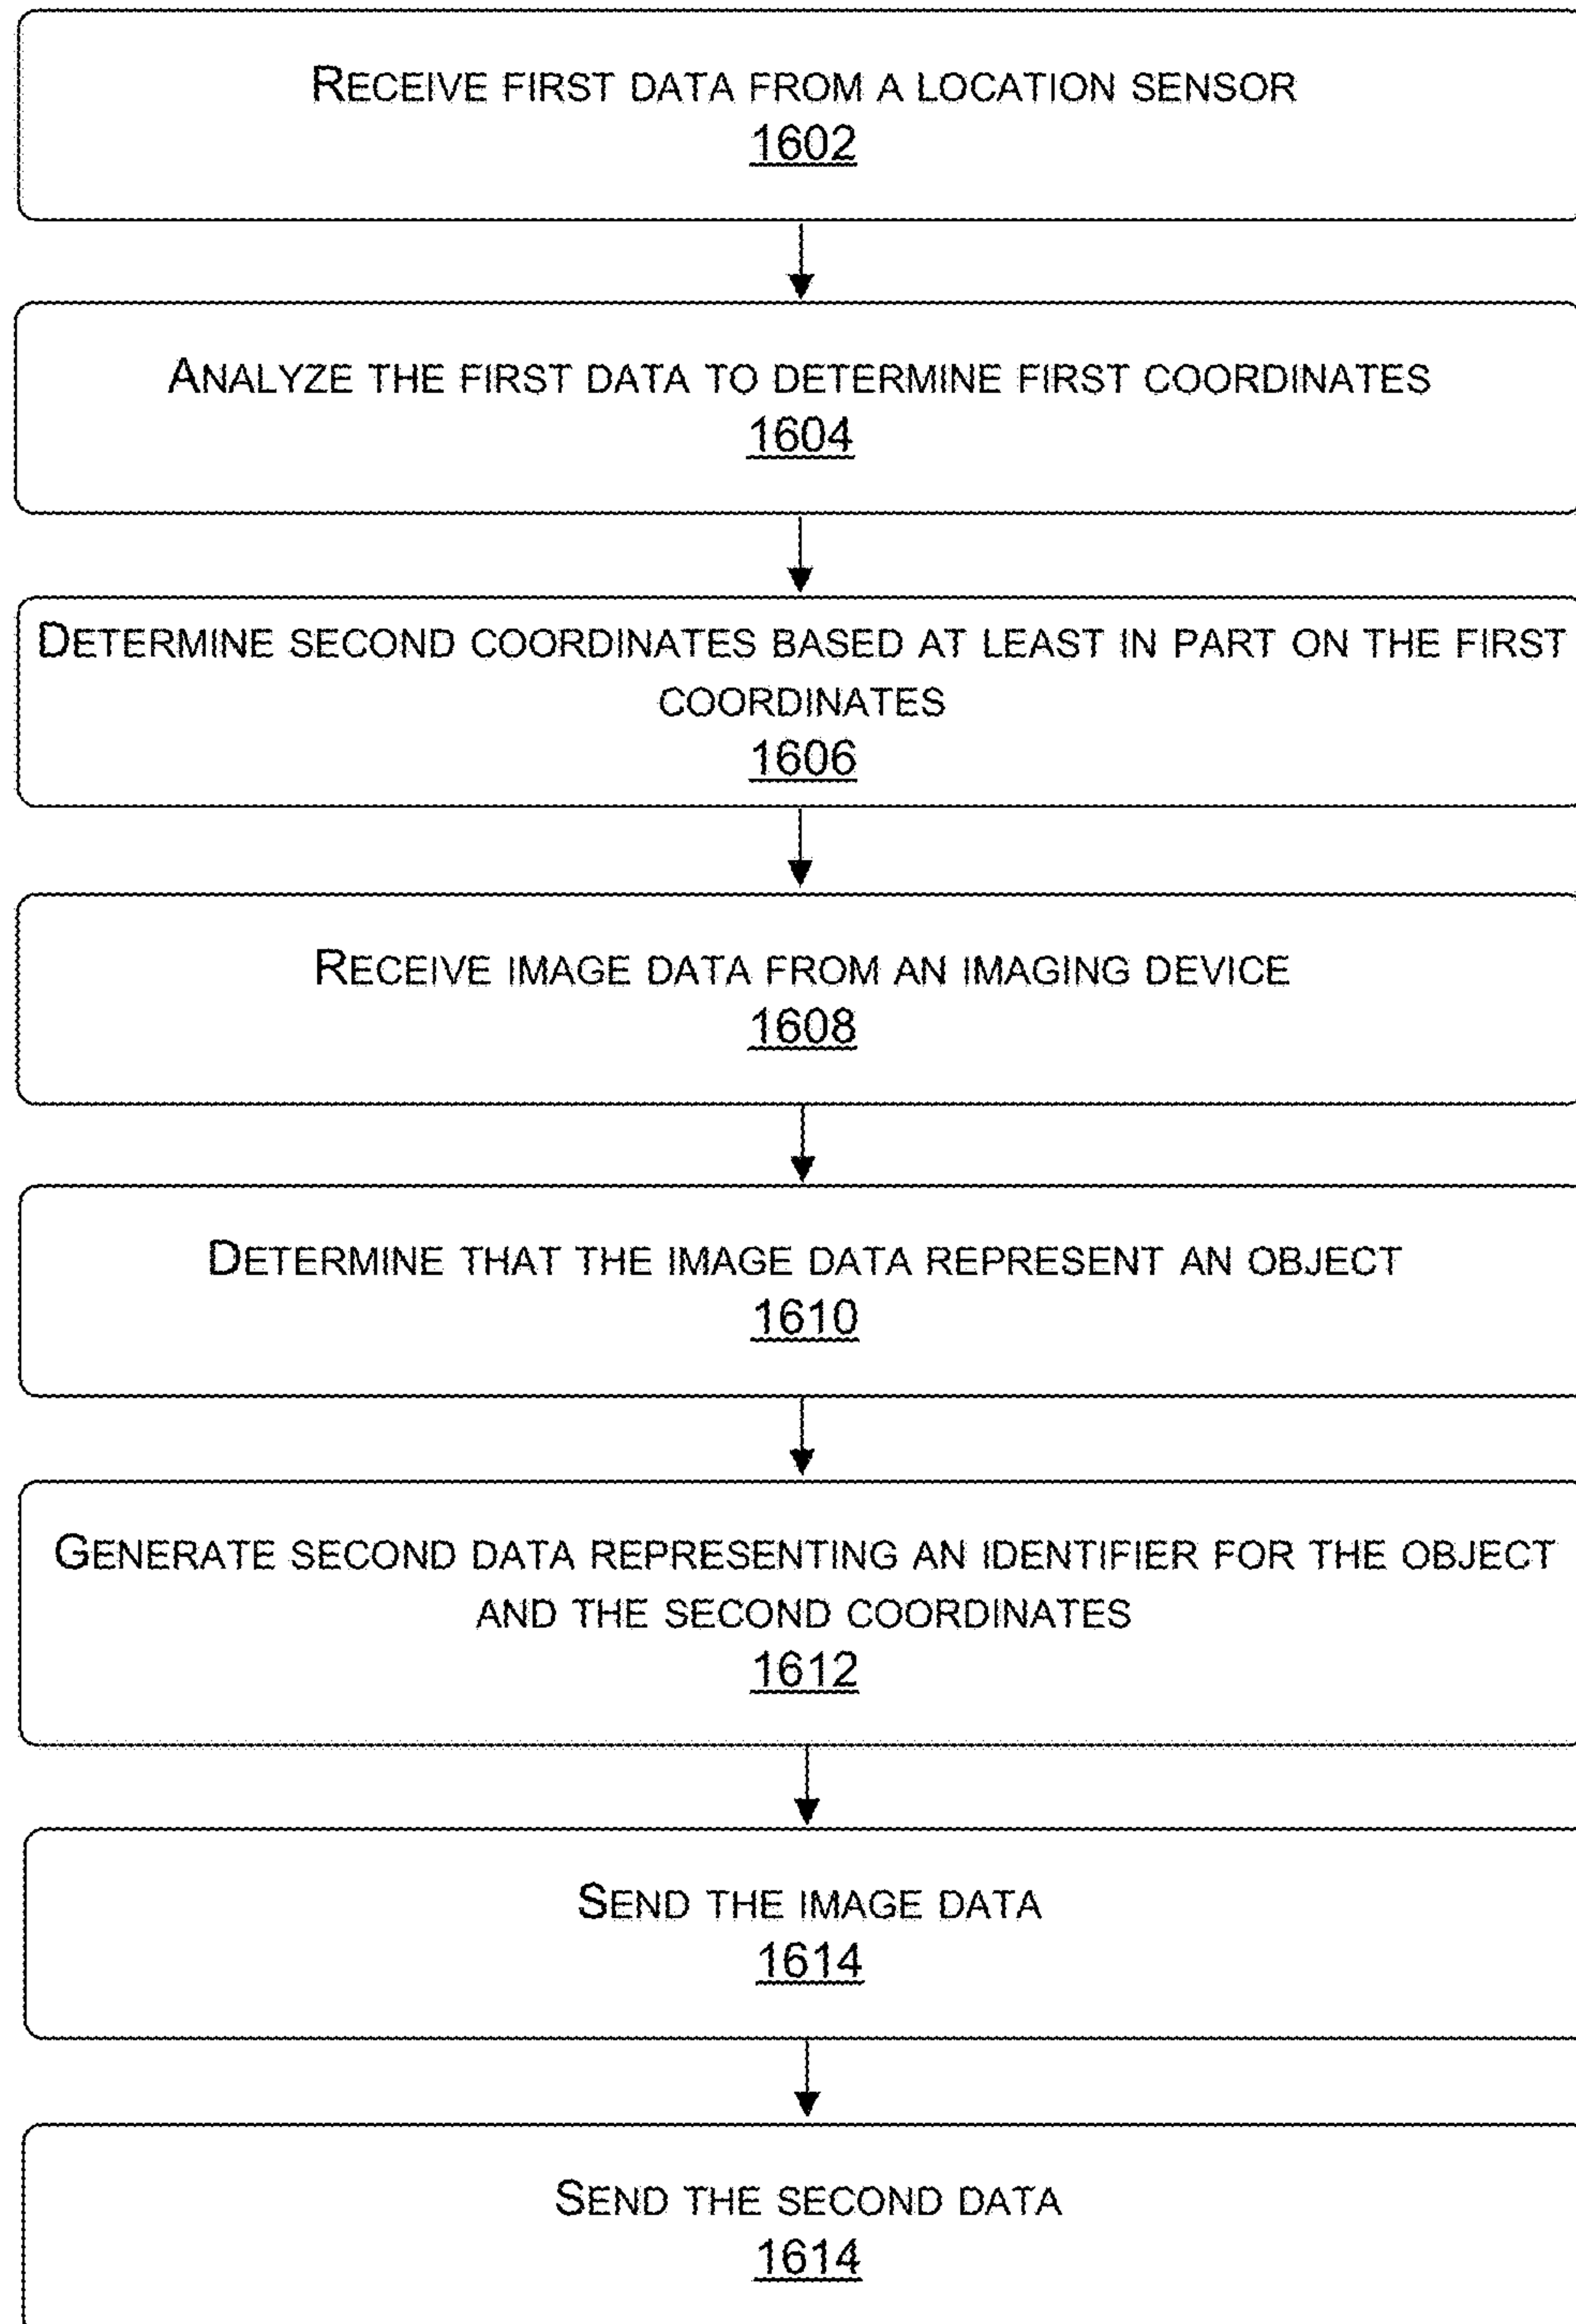 RECEIVE FIRST DATA FROM A LOCATION SENSOR
1602
ANALYZE THE FIRST DATA TO DETERMINE FIRST COORDINATES
1604
DETERMINE SECOND COORDINATES BASED AT LEAST IN PART ON THE FIRST
COORDINATES
1606
RECEIVE IMAGE DATA FROM AN IMAGING DEVICE
1608
DETERMINE THAT THE IMAGE DATA REPRESENT AN OBJECT
1610
GENERATE SECOND DATA REPRESENTING AN IDENTIFIER FOR THE OBJECT
AND THE SECOND COORDINATES
1612
SEND THE IMAGE DATA
1614
SEND THE SECOND DATA
1614